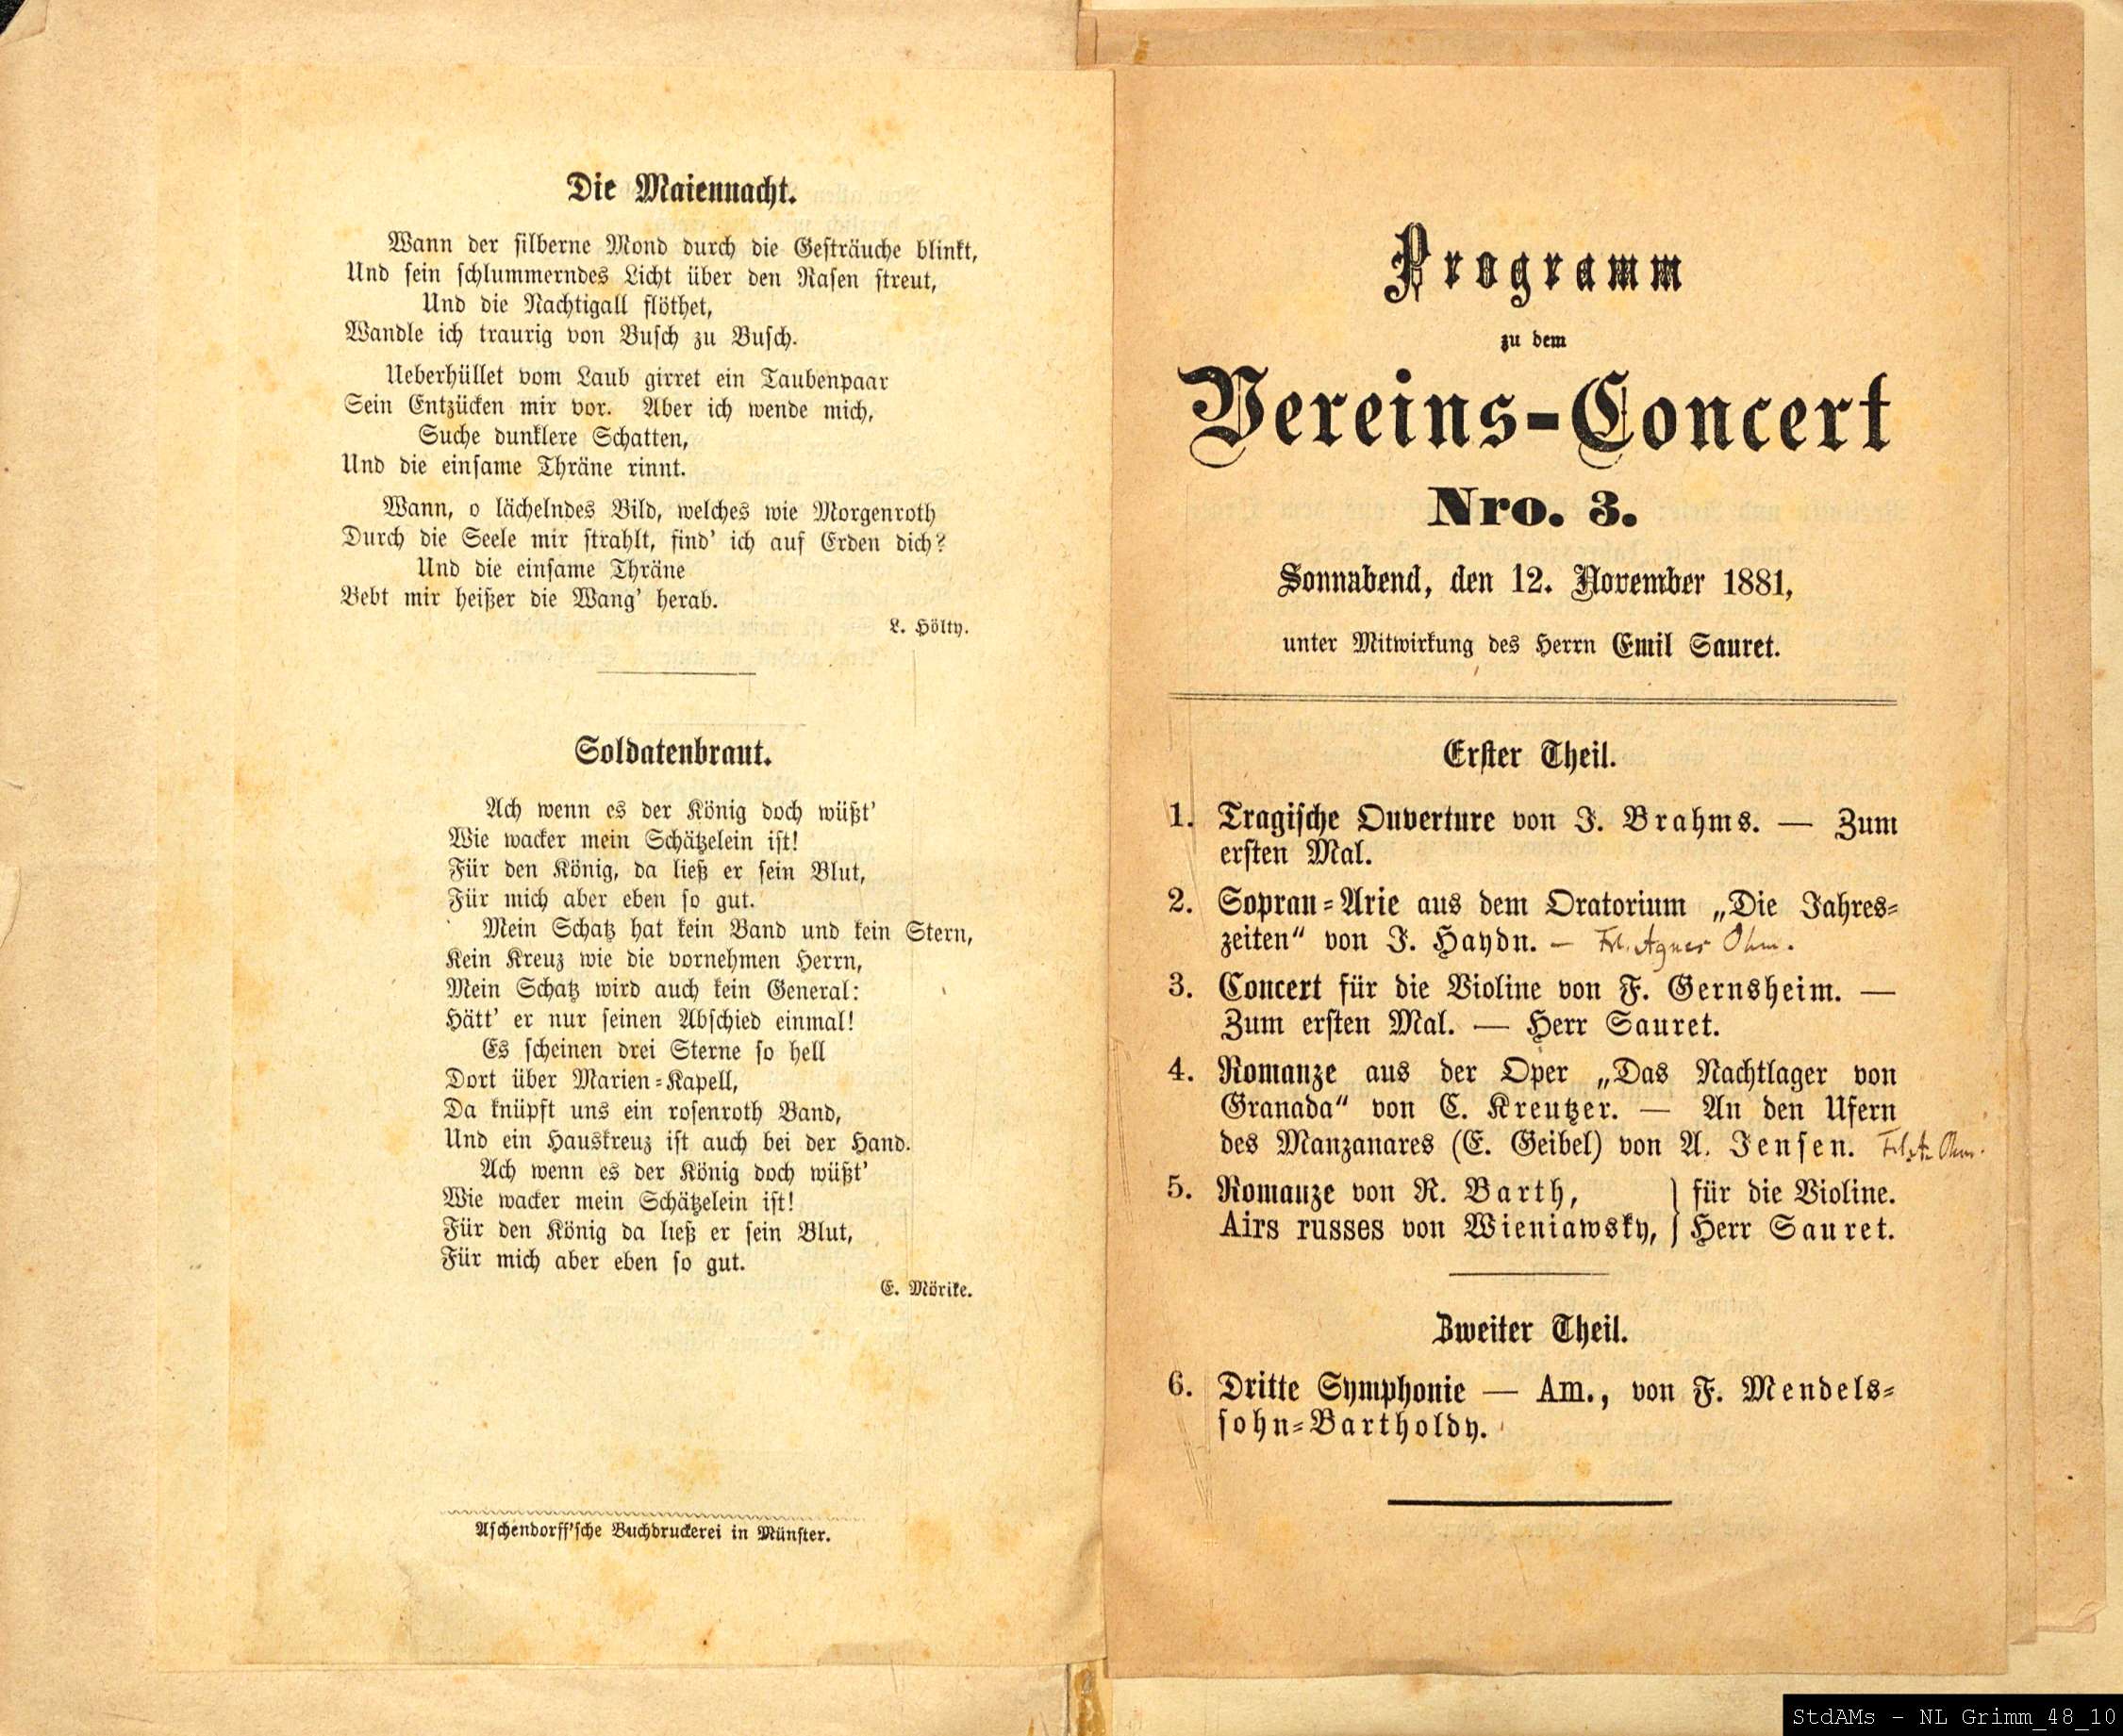 Die Maiennacht.
Wann der silberne Mond durch die Gesträuche blinkt,
Und sein schlummerndes Licht über den Rasen streut,
Und die Nachtigall flöthet,
Wandle ich traurig von Busch zu Busch.
Ueberhüllet vom Laub girret ein Taubenpaar
Sein Entzücken mir vor. Aber ich wende mich,
Suche dunklere Schatten,
Und die einsame Thräne rinnt.
Wann, o lächelndes Bild, welches wie Morgenroth
Durch die Seele mir strahlt, find' ich auf Erden dich?
Und die einsame Thräne
Bebt mir heißer die Wang' herab.
L. Hölty.
Soldatenbraut.
Ach wenn es der König doch wüßt'
Wie wacker mein Schätzelein ist!
Für den König, da ließ er sein Blut,
Für mich aber eben so gut.
Mein Schatz hat kein Band und kein Stern,
Kein Kreuz wie die vornehmen Herrn,
Mein Schatz wird auch kein General:
Hätt' er nur seinen Abschied einmal!
Es scheinen drei Sterne so hell
Dort über Marien-Kapell,
Da knüpft uns ein rosenroth Band,
Und ein Hauskreuz ist auch bei der Hand.
Ach wenn es der König doch wüßt'
Wie wacker mein Schätzelein ist!
Für den König da ließ er sein Blut,
Für mich aber eben so gut.
E. Mörike.
Aschendorff'sche Buchdruckerei in Münster.
Programm
zu dem
Vereins-Concert
Nro. 3.
Sonnabend, den 12. November 1881,
unter Mitwirkung des Herrn Emil Sauret.
Erster Theil.
1. Tragische Ouverture von J. Brahms. — Zum
ersten Mal.
2. Sopran-Arie aus dem Oratorium „Die Jahres-
zeiten“ von J. Haydn. — Frl. Agnes Ohm.
3. Concert für die Violine von F. Gernsheim. —
Zum ersten Mal. — Herr Sauret.
4. Romanze aus der Oper „Das Nachtlager von
Granada“ von C. Kreutzer. — An den Ufern
des Manzanares (E. Geibel) von A. Jensen. Frl. A. Ohm.
5. Romanze von R. Barth, } für die Violine.
Airs russes von Wieniawsky, } Herr Sauret.
Zweiter Theil.
6. Dritte Symphonie — Am., von F. Mendels-
sohn-Bartholdy.
StdAMs - NL Grimm_48_10